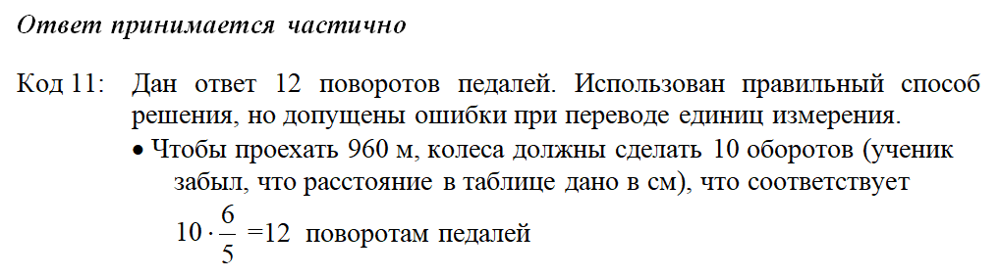 Ответ принимается частично
Код 11: Дан ответ 12 поворотов педалей. Использован правильный способ
решения, но допущены ошибки при переводе единиц измерения.
• Чтобы проехать 960 м, колеса должны сделать 10 оборотов (ученик
забыл, что расстояние в таблице дано в см), что соответствует
10 · 6/5 =12 поворотам педалей